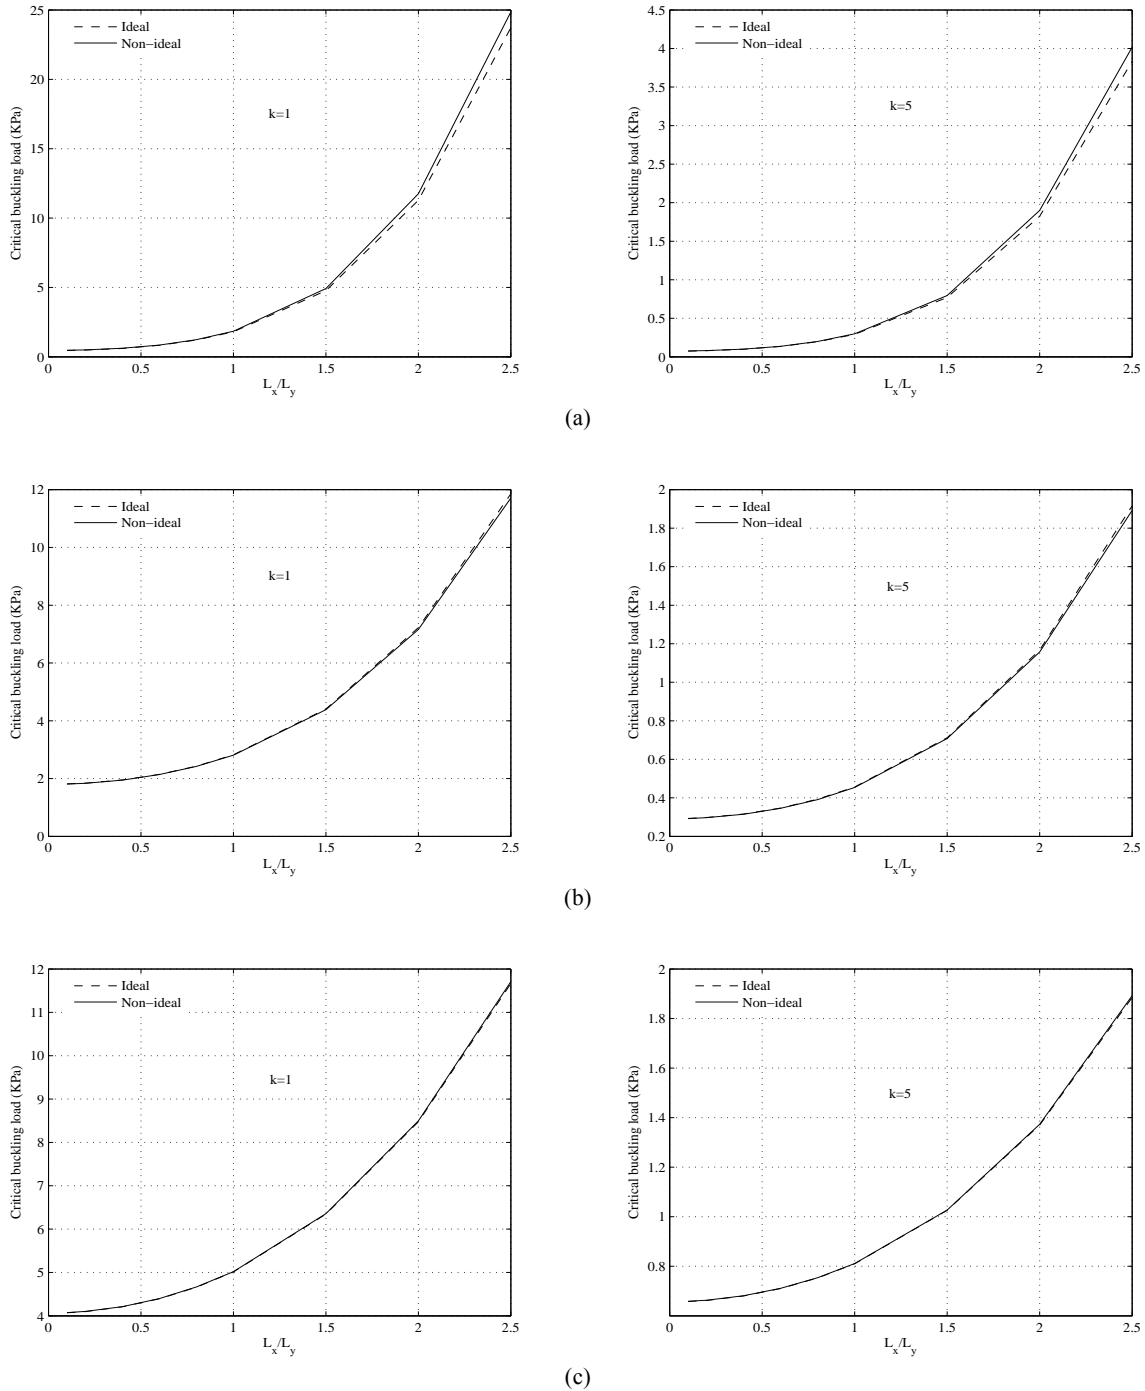 25
20
15
10
5
0
Critical buckling load (KPa)
Ideal
Non-ideal
k=1
0 0.5 1 1.5 2 2.5
L_x/L_y
4.5
4
3.5
3
2.5
2
1.5
1
0.5
0
Critical buckling load (KPa)
Ideal
Non-ideal
k=5
0 0.5 1 1.5 2 2.5
L_x/L_y
(a)
12
10
8
6
4
2
0
Critical buckling load (KPa)
Ideal
Non-ideal
k=1
0 0.5 1 1.5 2 2.5
L_x/L_y
2
1.8
1.6
1.4
1.2
1
0.8
0.6
0.4
0.2
Critical buckling load (KPa)
Ideal
Non-ideal
k=5
0 0.5 1 1.5 2 2.5
L_x/L_y
(b)
12
11
10
9
8
7
6
5
4
Critical buckling load (KPa)
Ideal
Non-ideal
k=1
0 0.5 1 1.5 2 2.5
L_x/L_y
2
1.8
1.6
1.4
1.2
1
0.8
Critical buckling load (KPa)
Ideal
Non-ideal
k=5
0 0.5 1 1.5 2 2.5
L_x/L_y
(c)